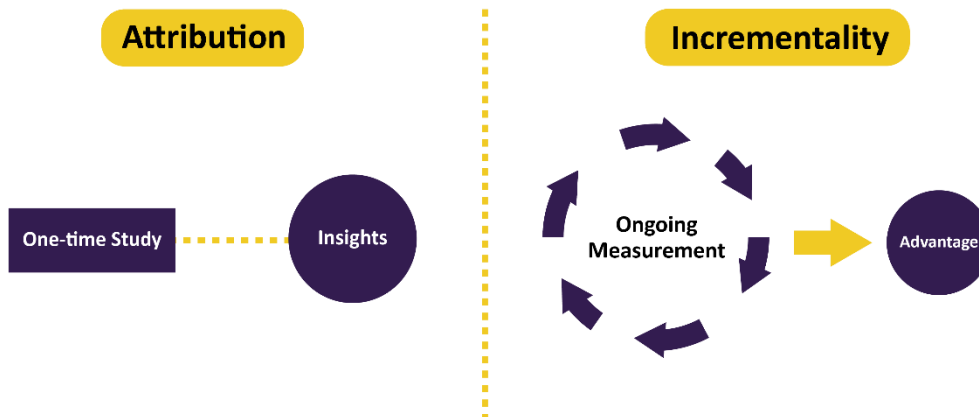 Attribution
One-time Study
Insights
Incrementality
Ongoing
Measurement
Advantage